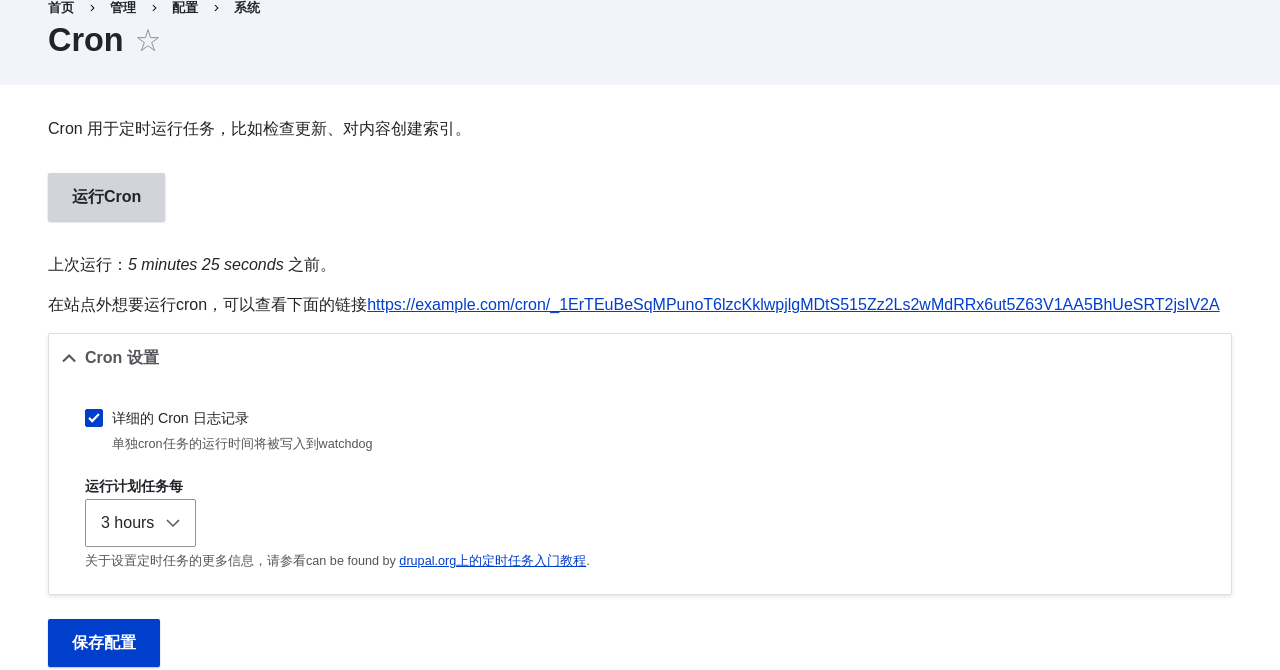 首页 › 管理 › 配置 › 系统
Cron
Cron 用于定时运行任务，比如检查更新、对内容创建索引。
运行Cron
上次运行：5 minutes 25 seconds 之前。
在站点外想要运行cron，可以查看下面的链接https://example.com/cron/_1ErTEuBeSqMPunoT6lzcKklwpjlgMDtS515Zz2Ls2wMdRRx6ut5Z63V1AA5BhUeSRT2jsIV2A
Cron 设置
详细的 Cron 日志记录
单独cron任务的运行时间将被写入到watchdog
运行计划任务每
3 hours
关于设置定时任务的更多信息，请参看can be found by drupal.org上的定时任务入门教程.
保存配置